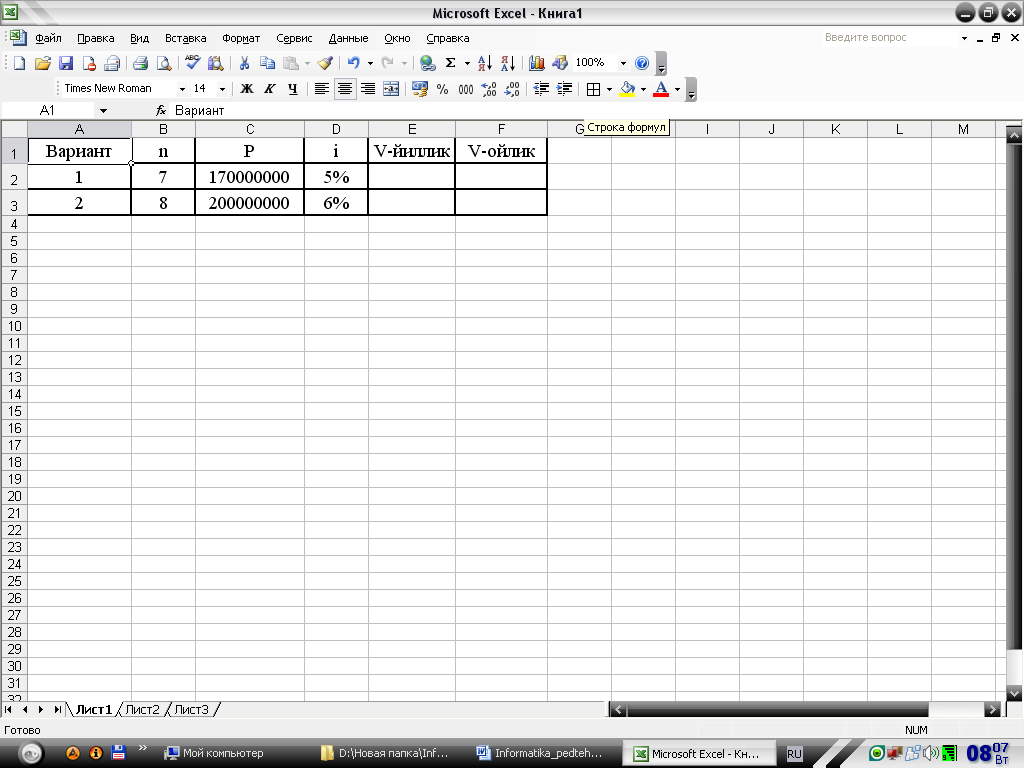 Microsoft Excel - Книга1
Файл Правка Вид Вставка Формат Сервис Данные Окно Справка Введите вопрос
100%
Times New Roman 14 Ж К Ч % 000
A1 fx Вариант
Строка формул
A B C D E F G I J K L M
1 Вариант n P i V-йиллик V-ойлик
2 1 7 170000000 5%
3 2 8 200000000 6%
4
5
6
7
8
9
10
11
12
13
14
15
16
17
18
19
20
21
22
23
24
25
26
27
28
29
30
31
32
Лист1 Лист2 Лист3
Готово NUM
Мой компьютер D:\Новая папка\Inf... Informatika_pedteh... Microsoft Excel - Кн... RU 08 07 Вт